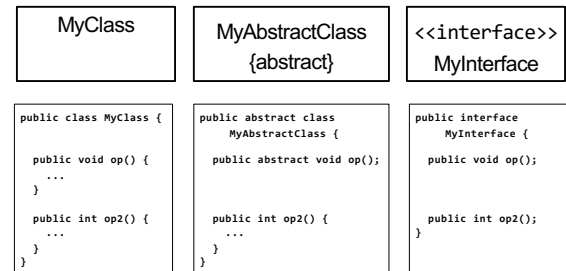 MyClass
MyAbstractClass
{abstract}
<<interface>>
MyInterface
public class MyClass {
public void op() {
...
}
public int op2() {
...
}
}
public abstract class
MyAbstractClass {
public abstract void op();
public int op2() {
...
}
}
public interface
MyInterface {
public void op();
public int op2();
}